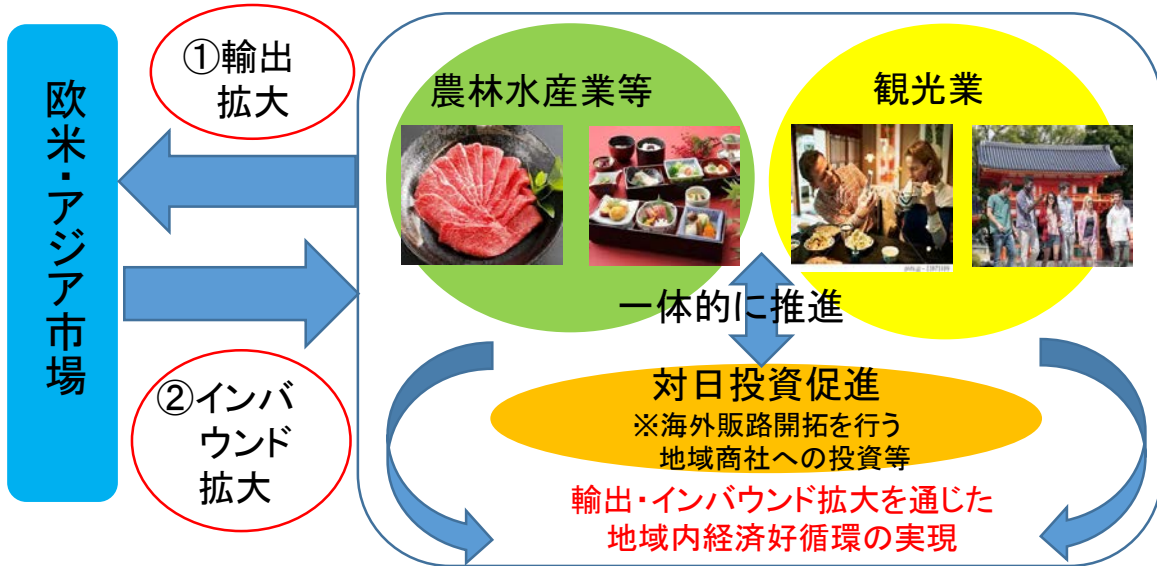 欧米・アジア市場
①輸出
拡大
②インバ
ウンド
拡大
農林水産業等
観光業
一体的に推進
対日投資促進
※海外販路開拓を行う
地域商社への投資等
輸出・インバウンド拡大を通じた
地域内経済好循環の実現